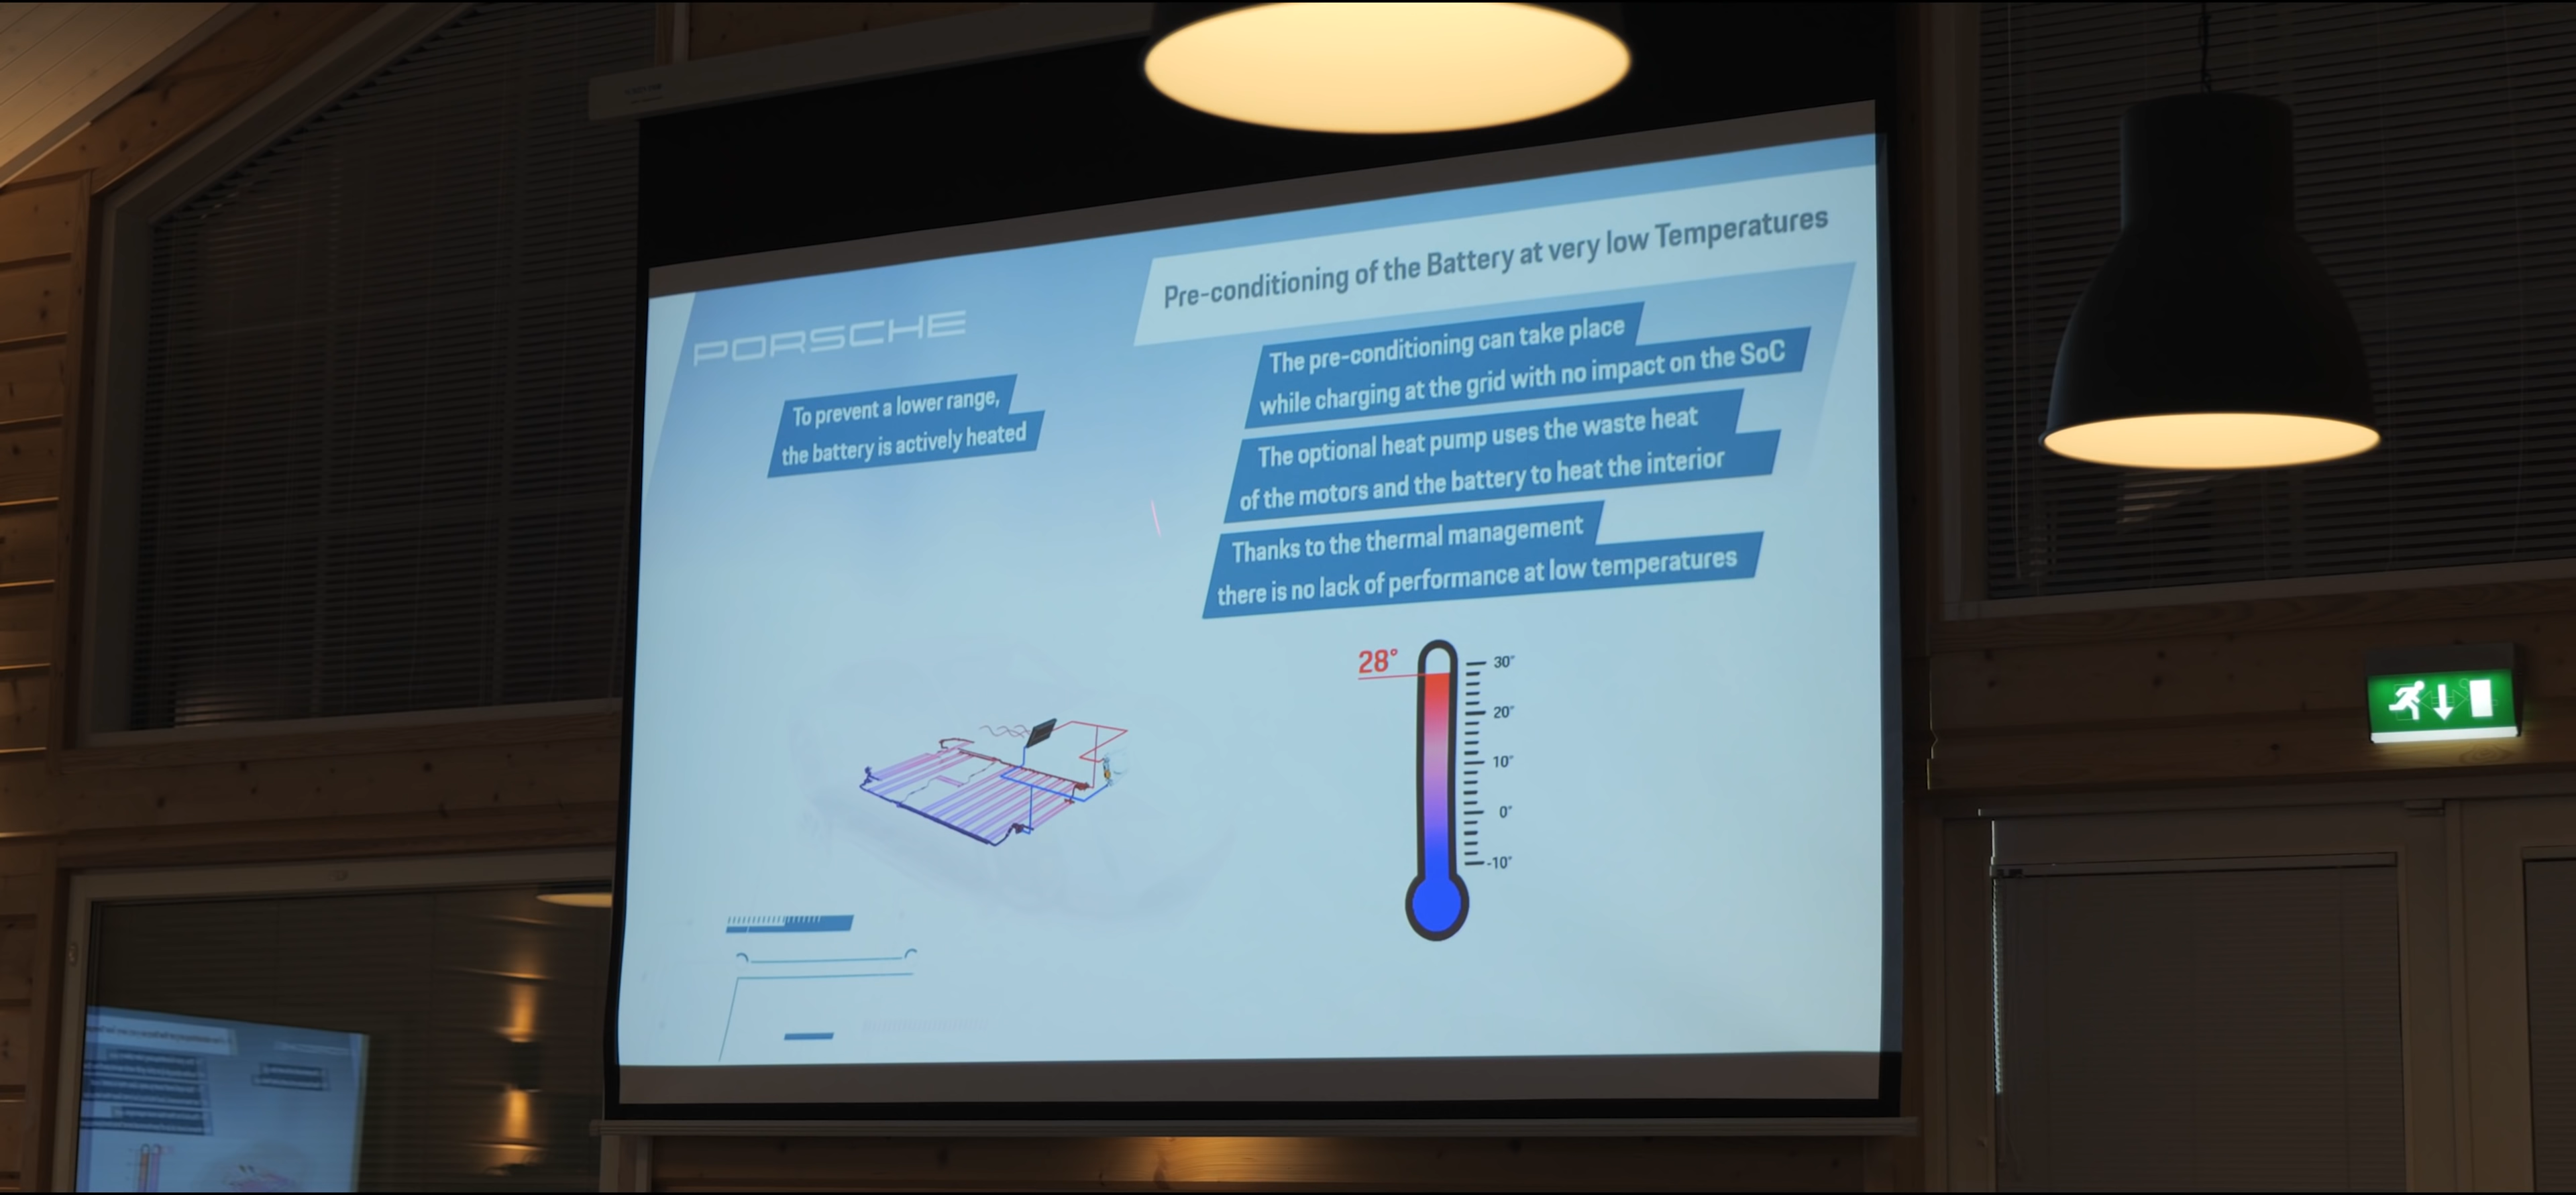 PORSCHE
Pre-conditioning of the Battery at very low Temperatures
To prevent a lower range,
the battery is actively heated
The pre-conditioning can take place
while charging at the grid with no impact on the SoC
The optional heat pump uses the waste heat
of the motors and the battery to heat the interior
Thanks to the thermal management
there is no lack of performance at low temperatures
28°
30°
20°
10°
0°
-10°